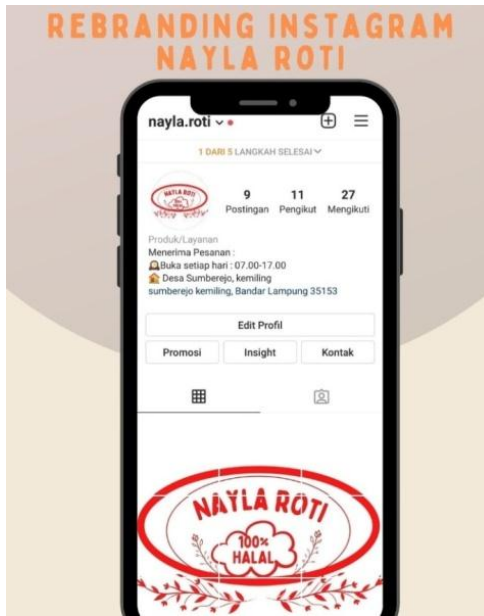 REBRANDING INSTAGRAM
NAYLA ROTI
nayla.roti
1 DARI 5 LANGKAH SELESAI
NAYLA ROTI
9 11 27
Postingan Pengikut Mengikuti
Produk/Layanan
Menerima Pesanan :
Buka setiap hari : 07.00-17.00
Desa Sumberejo, kemiling
sumberejo kemiling, Bandar Lampung 35153
Edit Profil
Promosi Insight Kontak
NAYLA ROTI
100%
HALAL